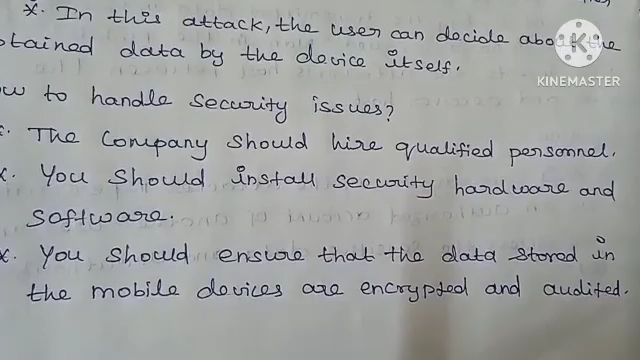 *. In this attack, the user can decide about the
otained data by the device itself.
ow to handle security issues?
*. The Company should hire qualified personnel.
*. You should install security hardware and
software.
*. You should ensure that the data stored in
the mobile devices are encrypted and audited.
KINEMASTER